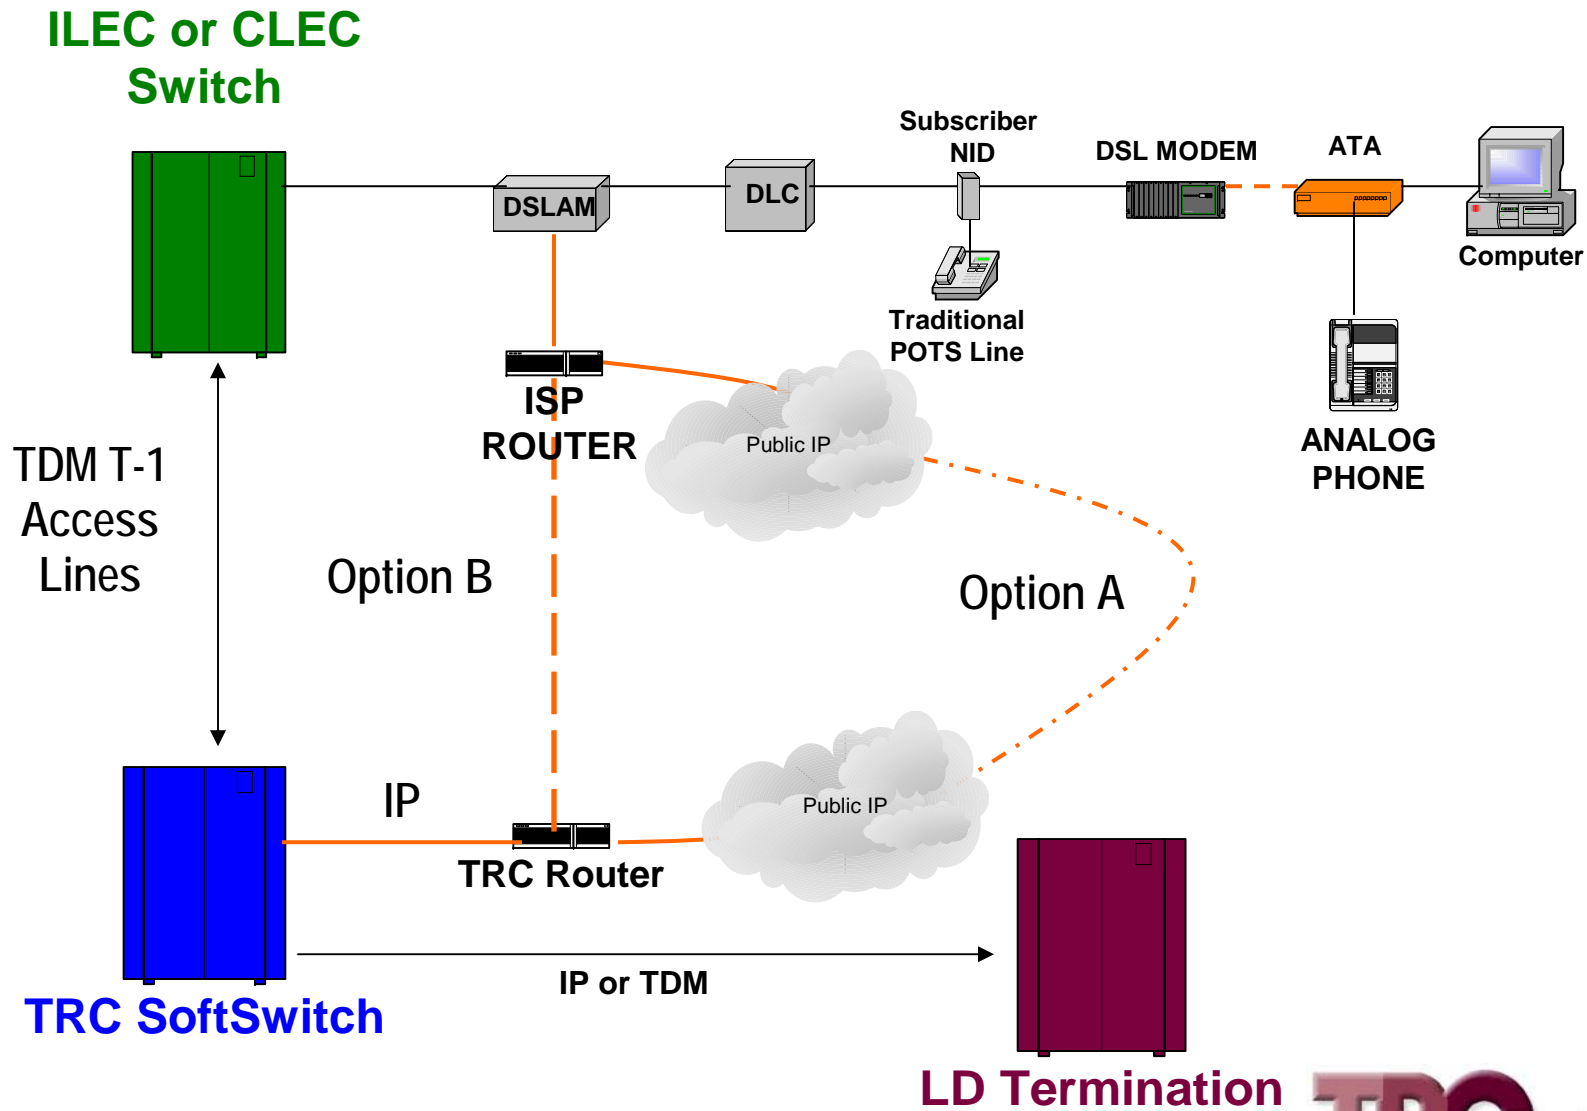 ILEC or CLEC
Switch
Subscriber
NID
DSL MODEM
ATA
DSLAM
DLC
Computer
Traditional
POTS Line
ISP
ROUTER
Public IP
ANALOG
PHONE
TDM T-1
Access
Lines
Option B
Option A
IP
Public IP
TRC Router
IP or TDM
TRC SoftSwitch
LD Termination